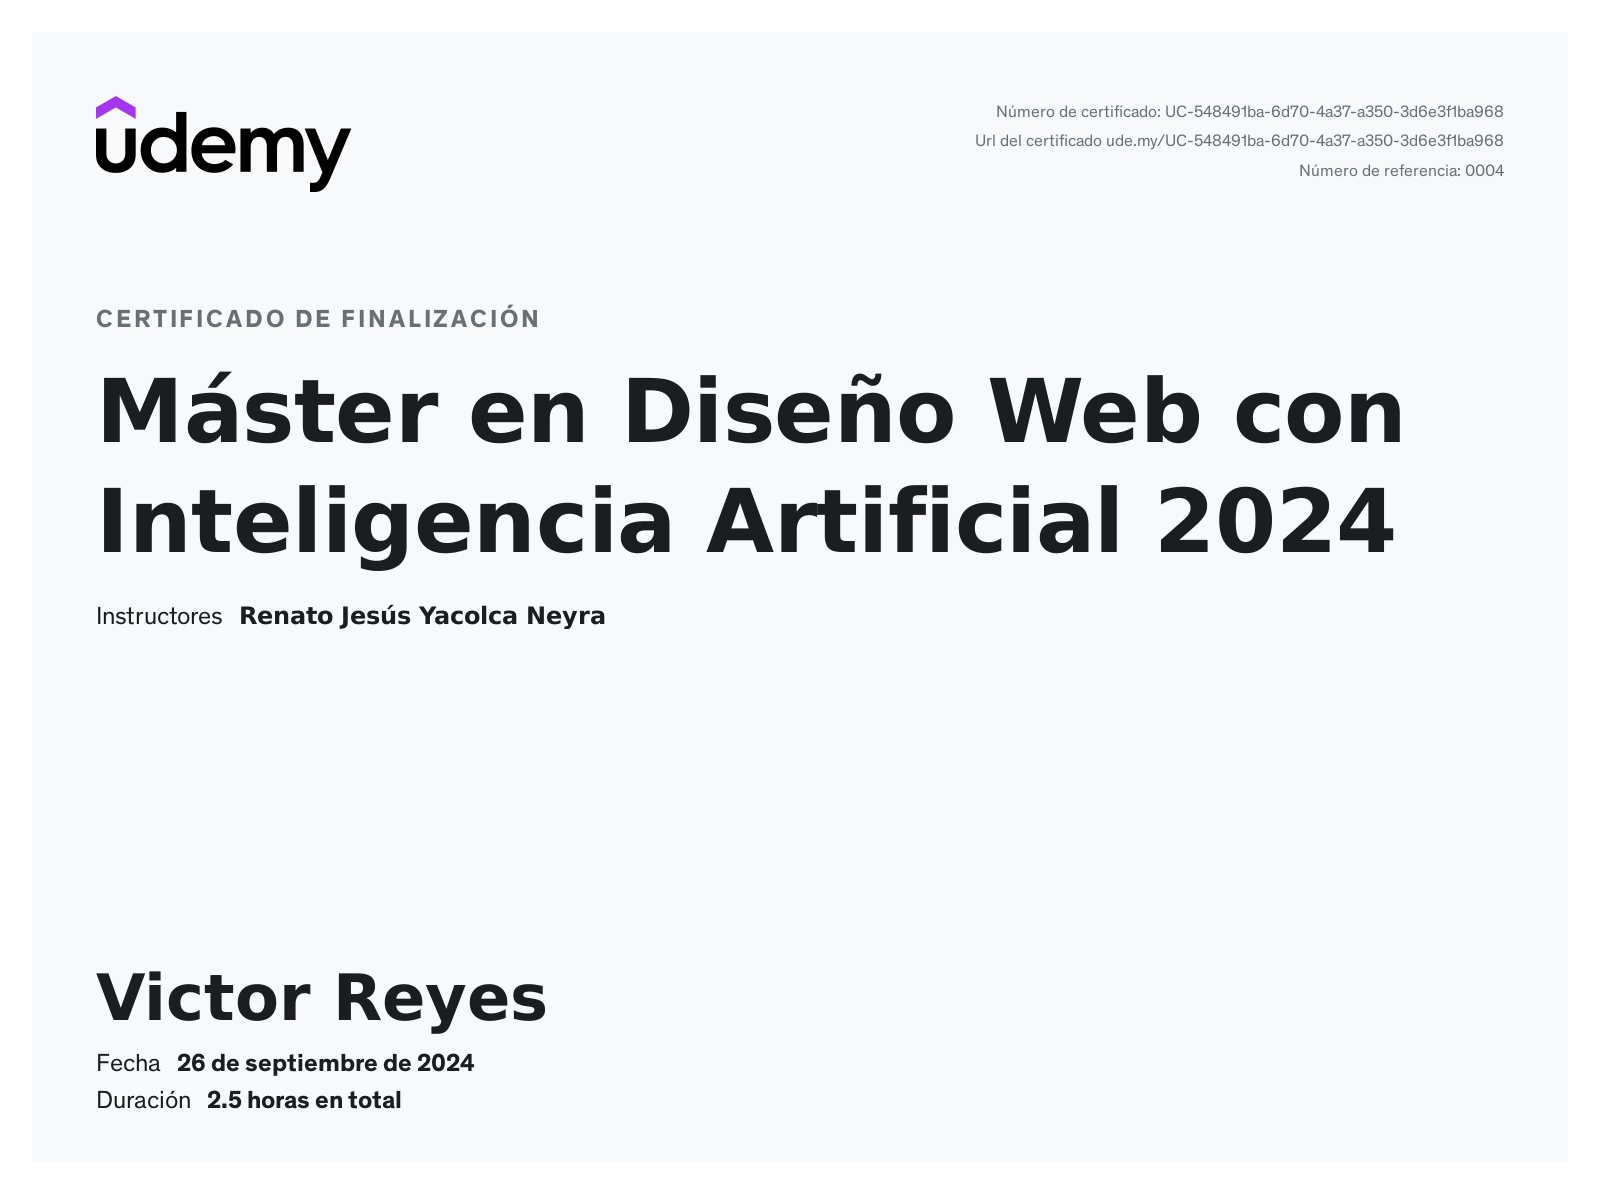 udemy
Número de certificado: UC-548491ba-6d70-4a37-a350-3d6e3f1ba968
Url del certificado ude.my/UC-548491ba-6d70-4a37-a350-3d6e3f1ba968
Número de referencia: 0004
CERTIFICADO DE FINALIZACIÓN
Máster en Diseño Web con
Inteligencia Artificial 2024
Instructores Renato Jesús Yacolca Neyra
Victor Reyes
Fecha 26 de septiembre de 2024
Duración 2.5 horas en total